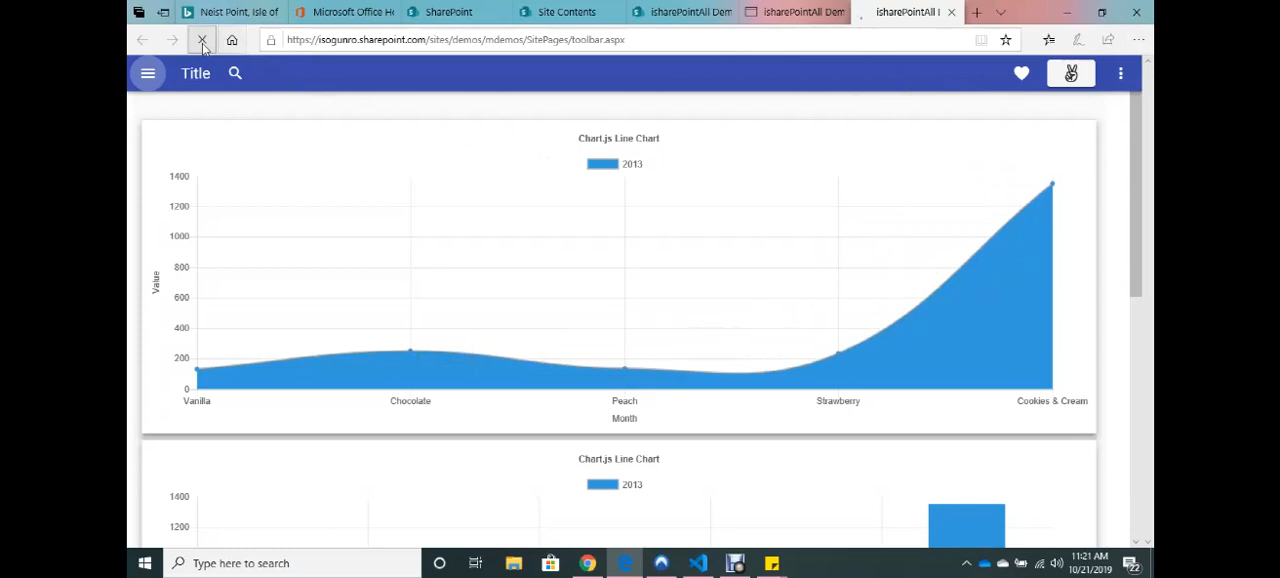 Neist Point, Isle of
Microsoft Office Ho
SharePoint
Site Contents
isharePointAll Dem
isharePointAll Dem
isharePointAll I
https://isogunro.sharepoint.com/sites/demos/mdemos/SitePages/toolbar.aspx
Title
Chart.js Line Chart
2013
1400
1200
1000
800
600
400
200
0
Value
Vanilla
Chocolate
Peach
Strawberry
Cookies & Cream
Month
Chart.js Line Chart
2013
1400
1200
Type here to search
11:21 AM
10/21/2019
22